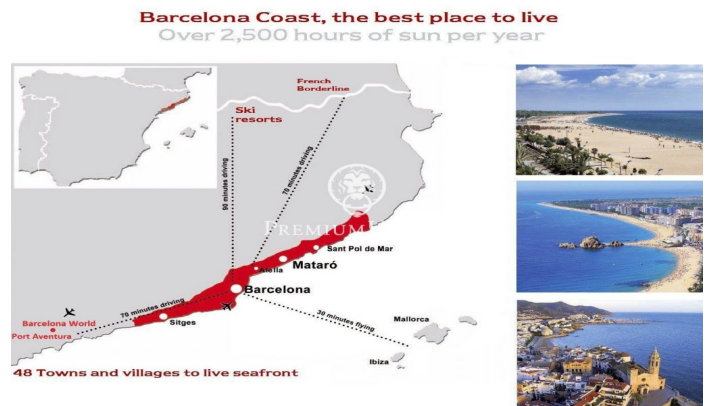 Barcelona Coast, the best place to live
Over 2,500 hours of sun per year
French
Borderline
Ski
resorts
90 minutes driving
70 minutes driving
PREMIUM
Sant Pol de Mar
Mataró
Alella
Barcelona
70 minutes driving
30 minutes flying
Barcelona World
Port Aventura
Sitges
Mallorca
Ibiza
48 Towns and villages to live seafront